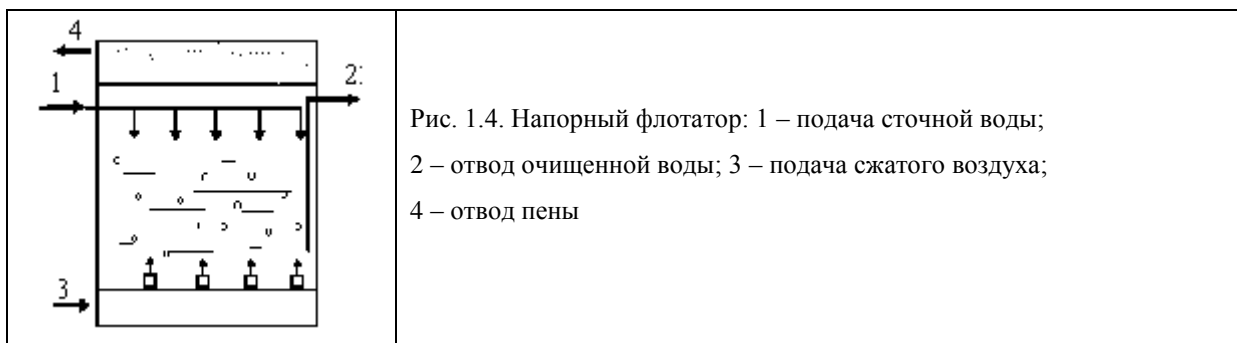 4
1
2
3
Рис. 1.4. Напорный флотатор: 1 – подача сточной воды;
2 – отвод очищенной воды; 3 – подача сжатого воздуха;
4 – отвод пены